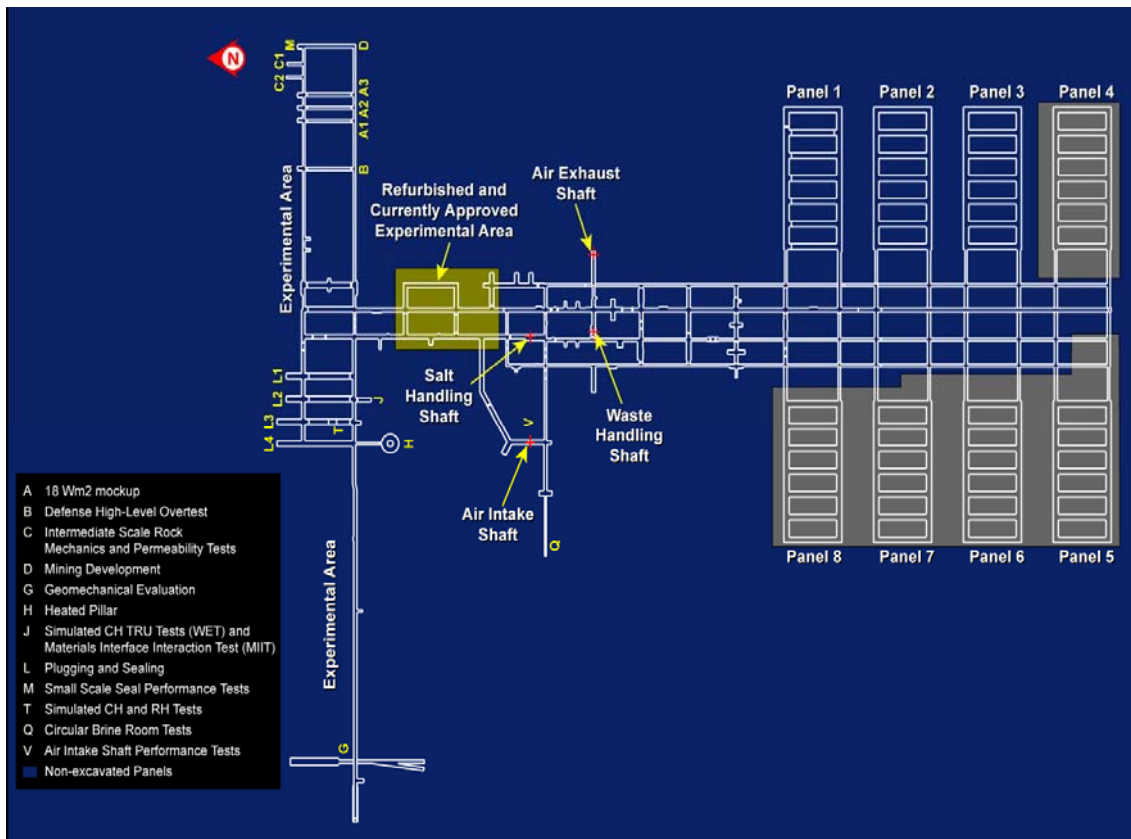 N
M
C1
C2
D
A3
A2
A1
B
Experimental Area
Refurbished and
Currently Approved
Experimental Area
Air Exhaust
Shaft
Panel 1
Panel 2
Panel 3
Panel 4
L1
L2
L3
L4
J
T
H
Salt
Handling
Shaft
V
Waste
Handling
Shaft
Air Intake
Shaft
Q
Panel 8
Panel 7
Panel 6
Panel 5
Experimental Area
G
A 18 Wm2 mockup
B Defense High-Level Overtest
C Intermediate Scale Rock
Mechanics and Permeability Tests
D Mining Development
G Geomechanical Evaluation
H Heated Pillar
J Simulated CH TRU Tests (WET) and
Materials Interface Interaction Test (MIIT)
L Plugging and Sealing
M Small Scale Seal Performance Tests
T Simulated CH and RH Tests
Q Circular Brine Room Tests
V Air Intake Shaft Performance Tests
Non-excavated Panels